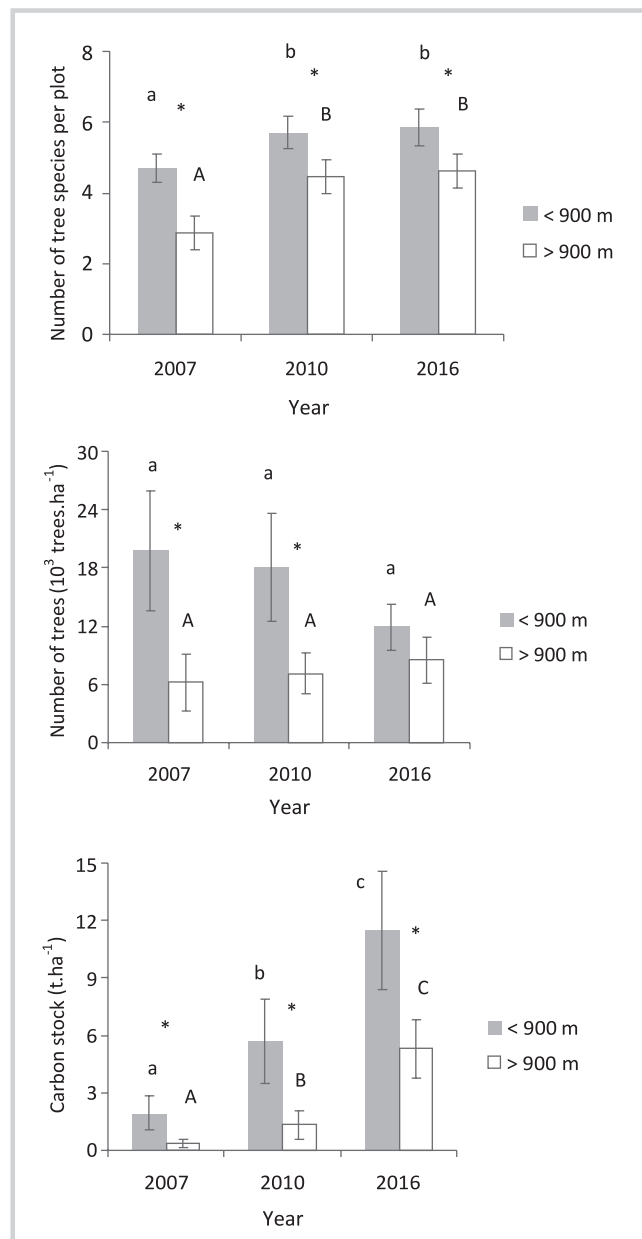 Number of tree species per plot
8
6
4
2
0
a
*
A
b
*
B
b
*
B
2007 2010 2016
Year
< 900 m
> 900 m
Number of trees (10³ trees.ha⁻¹)
30
24
18
12
6
0
a
*
A
a
*
A
a
A
2007 2010 2016
Year
< 900 m
> 900 m
Carbon stock (t.ha⁻¹)
15
12
9
6
3
0
*
a
A
b
*
B
c
*
C
2007 2010 2016
Year
< 900 m
> 900 m